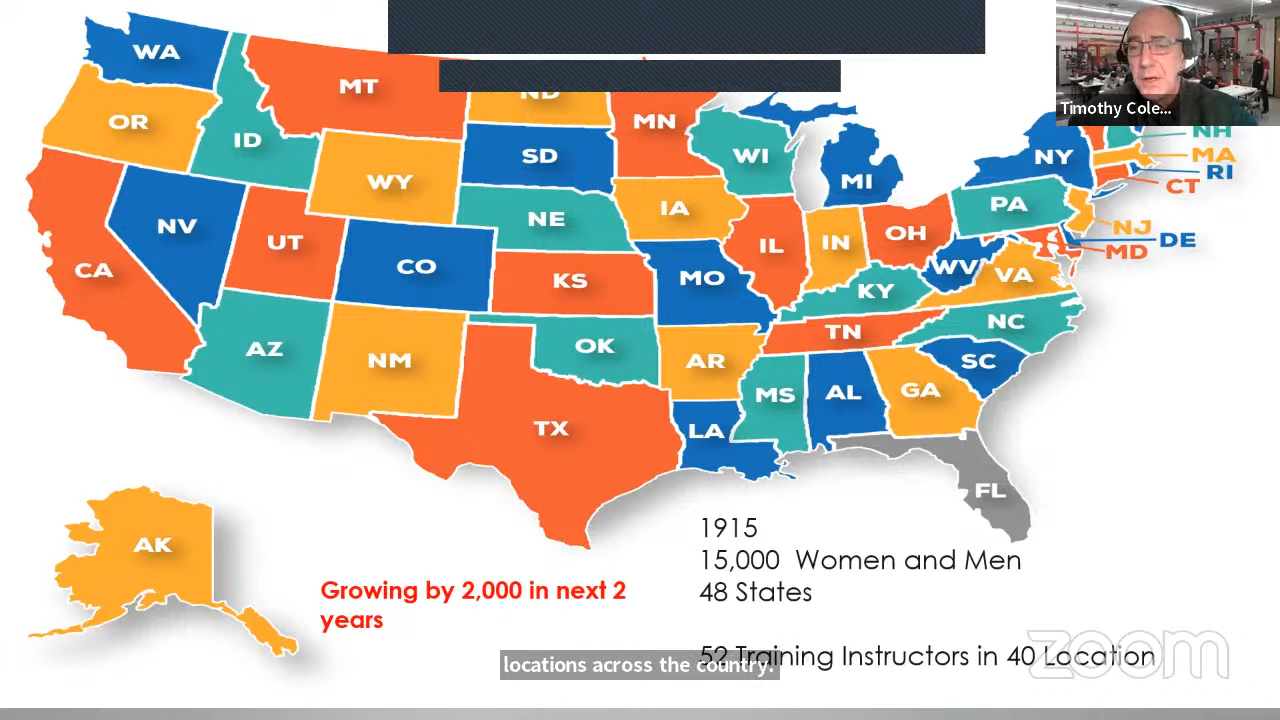 WA
MT
ND
MN
OR
ID
SD
WI
NY
NH
MA
RI
CT
WY
MI
NV
UT
NE
IA
PA
NJ
DE
MD
CA
CO
KS
MO
IL
IN
OH
WV
VA
KY
NC
AZ
NM
OK
AR
TN
SC
TX
LA
MS
AL
GA
FL
AK
Timothy Cole...
1915
15,000 Women and Men
48 States
Growing by 2,000 in next 2
years
52 Training Instructors in 40 Location
locations across the country.
zoom